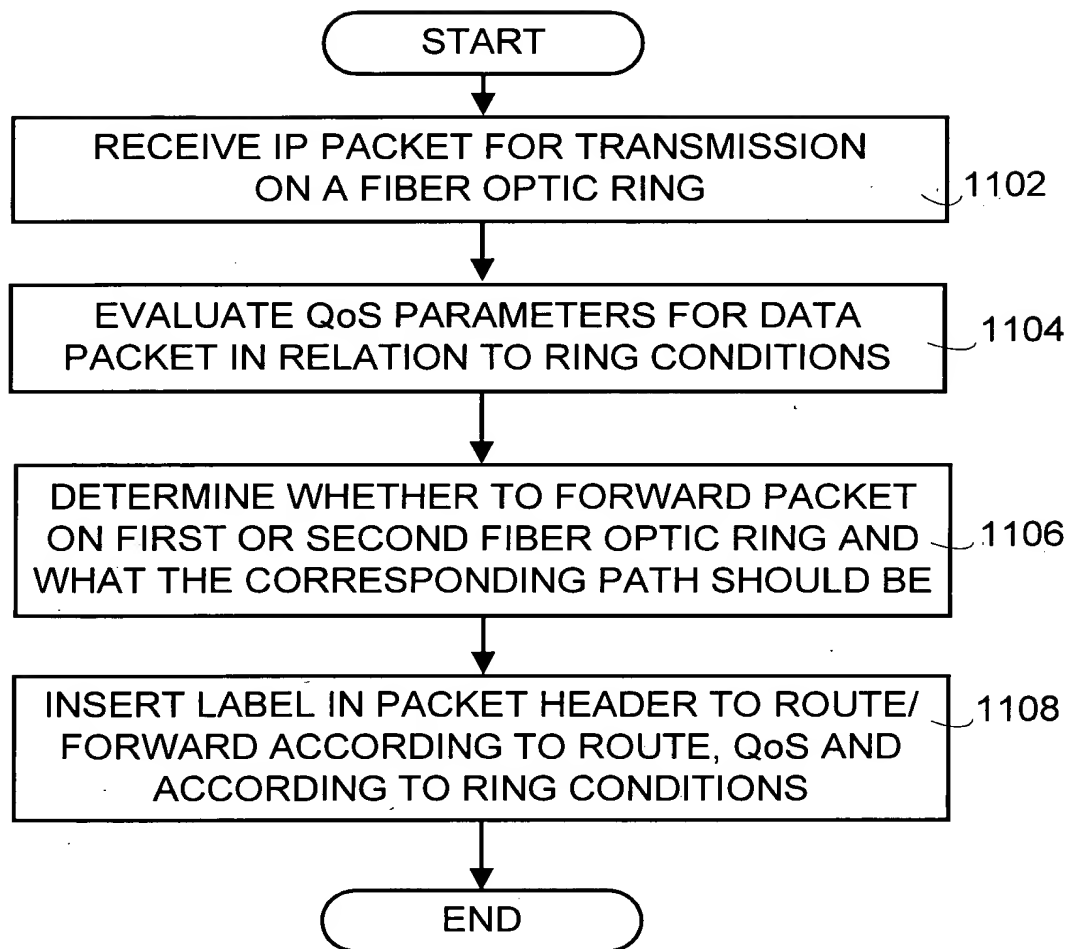 START
RECEIVE IP PACKET FOR TRANSMISSION
ON A FIBER OPTIC RING
1102
EVALUATE QoS PARAMETERS FOR DATA
PACKET IN RELATION TO RING CONDITIONS
1104
DETERMINE WHETHER TO FORWARD PACKET
ON FIRST OR SECOND FIBER OPTIC RING AND
WHAT THE CORRESPONDING PATH SHOULD BE
1106
INSERT LABEL IN PACKET HEADER TO ROUTE/
FORWARD ACCORDING TO ROUTE, QoS AND
ACCORDING TO RING CONDITIONS
1108
END